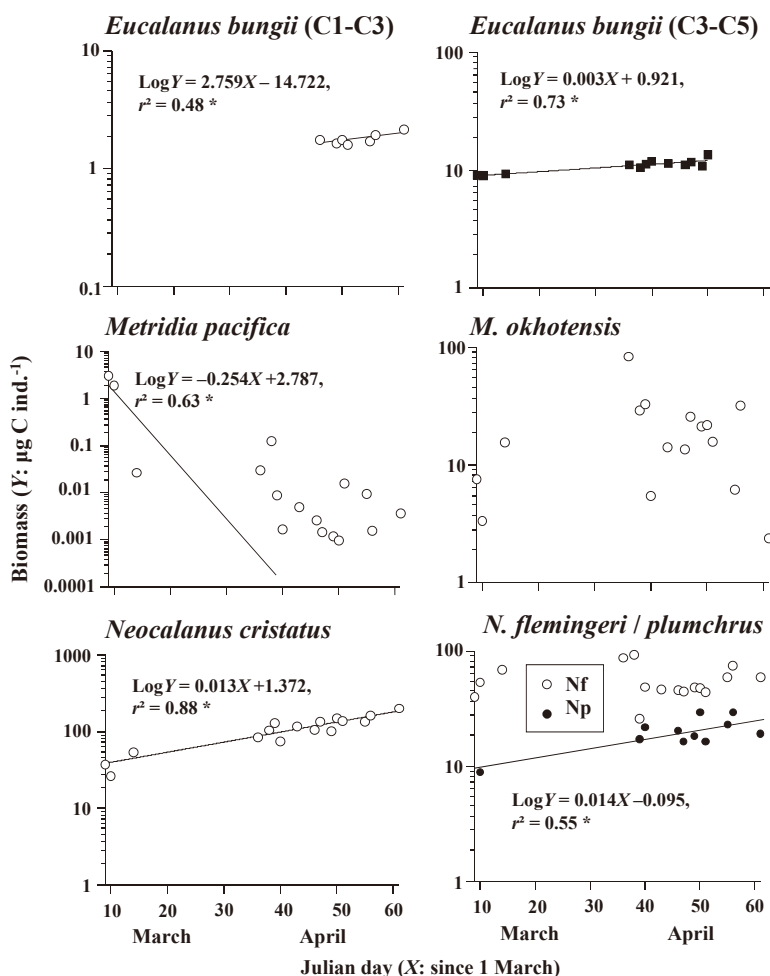 Eucalanus bungii (C1-C3)
10
LogY = 2.759X – 14.722,
r² = 0.48 *
1
0.1
Eucalanus bungii (C3-C5)
100
LogY = 0.003X + 0.921,
r² = 0.73 *
10
1
Metridia pacifica
10
LogY = –0.254X +2.787,
r² = 0.63 *
1
0.1
0.01
0.001
0.0001
M. okhotensis
100
10
1
Biomass (Y: μg C ind.⁻¹)
Neocalanus cristatus
1000
LogY = 0.013X +1.372,
r² = 0.88 *
100
10
1
10 20 30 40 50 60
March April
N. flemingeri / plumchrus
100
Nf
Np
10
LogY = 0.014X –0.095,
r² = 0.55 *
1
10 20 30 40 50 60
March April
Julian day (X: since 1 March)